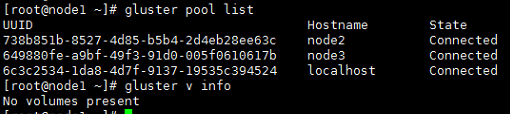 [root@node1 ~]# gluster pool list
UUID Hostname State
738b851b-8527-4d85-b5b4-2d4eb28ee63c node2 Connected
649880fe-a9bf-49f3-91d0-005f0610617b node3 Connected
6c3c2534-1da8-4d7f-9137-19535c394524 localhost Connected
[root@node1 ~]# gluster v info
No volumes present
[root@node1 ~]#